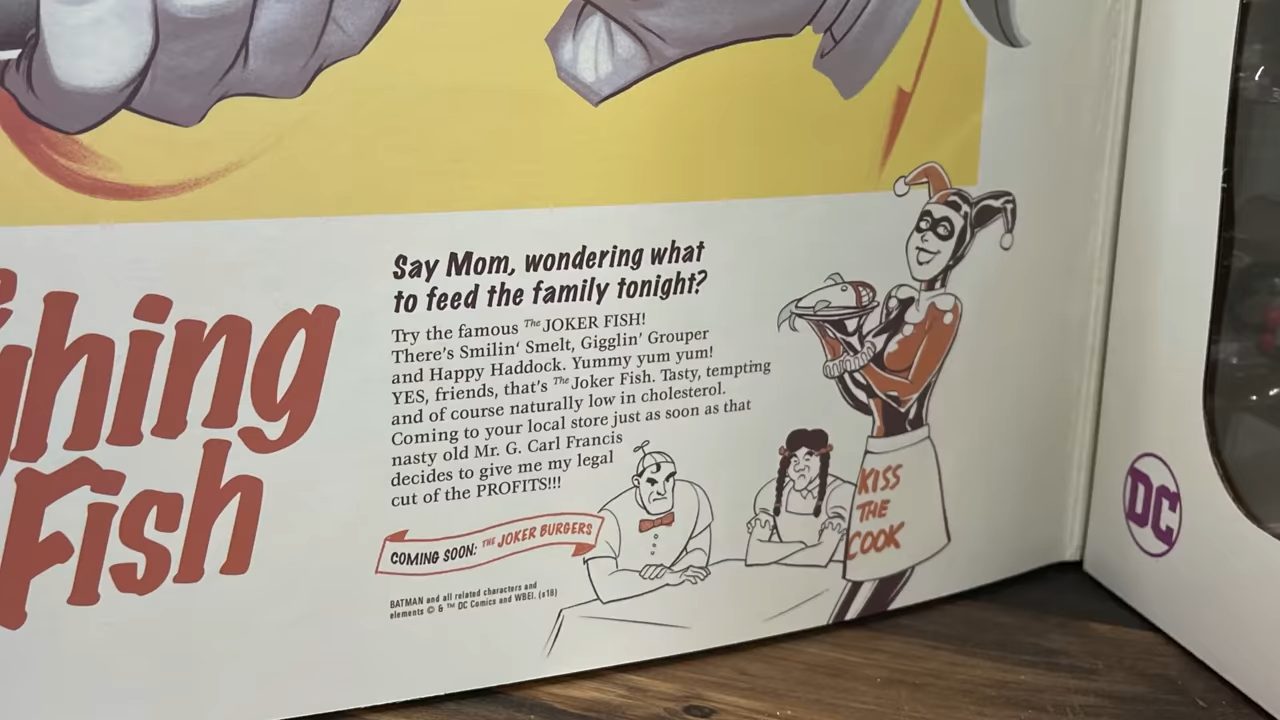 ghing
Fish
Say Mom, wondering what
to feed the family tonight?
Try the famous The JOKER FISH!
There's Smilin' Smelt, Gigglin' Grouper
and Happy Haddock. Yummy yum yum!
YES, friends, that's The Joker Fish. Tasty, tempting
and of course naturally low in cholesterol.
Coming to your local store just as soon as that
nasty old Mr. G. Carl Francis
decides to give me my legal
cut of the PROFITS!!!
COMING SOON: THE JOKER BURGERS
BATMAN and all related characters and
elements © & ™ DC Comics and WBEI. (s18)
KISS
THE
COOK
DC